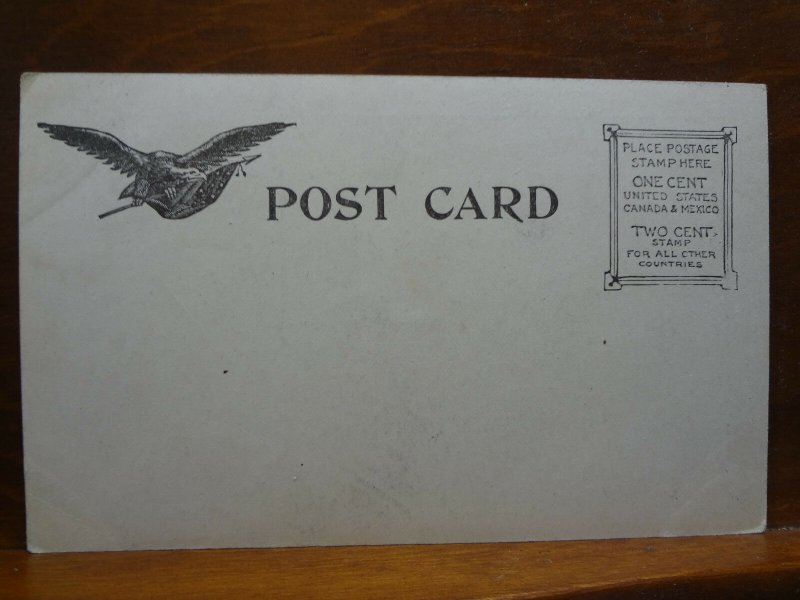 POST CARD
PLACE POSTAGE
STAMP HERE
ONE CENT
UNITED STATES
CANADA & MEXICO
TWO CENT
STAMP
FOR ALL OTHER
COUNTRIES